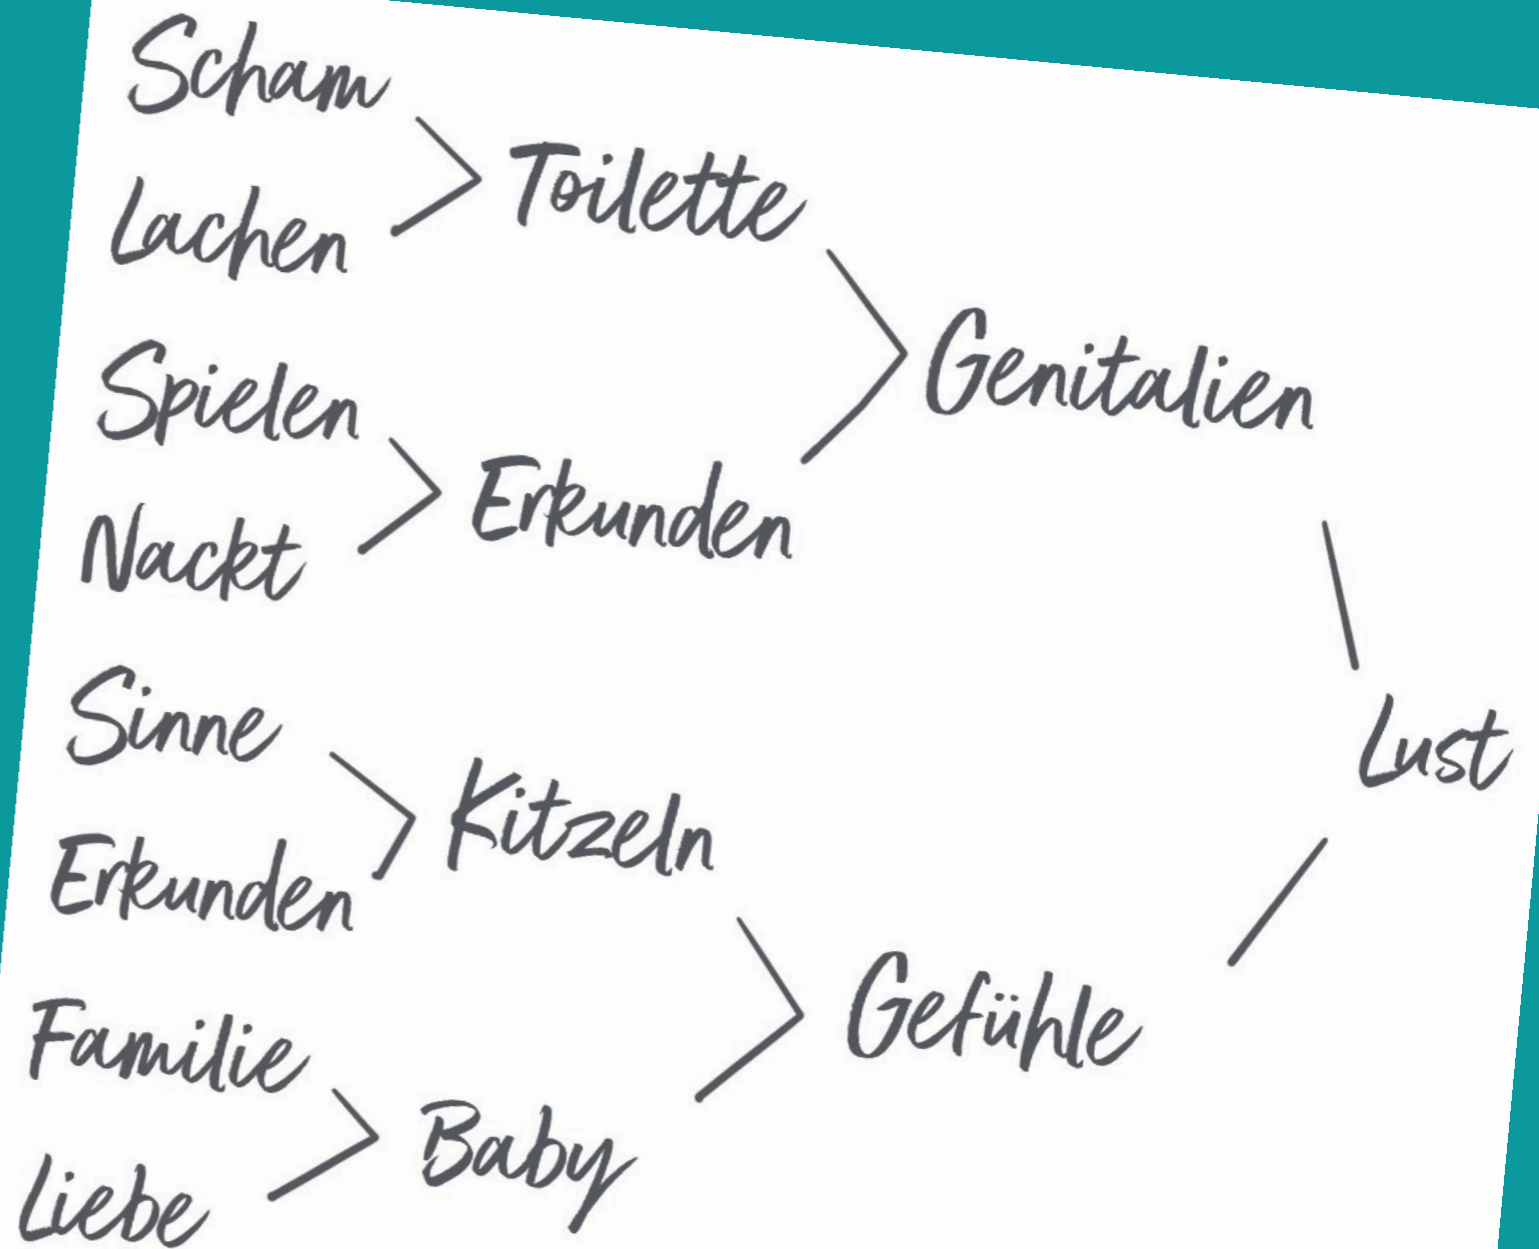 Scham
Lachen
Toilette
Spielen
Nackt
Erkunden
Genitalien
Sinne
Erkunden
Kitzeln
Familie
Liebe
Baby
Gefühle
Lust